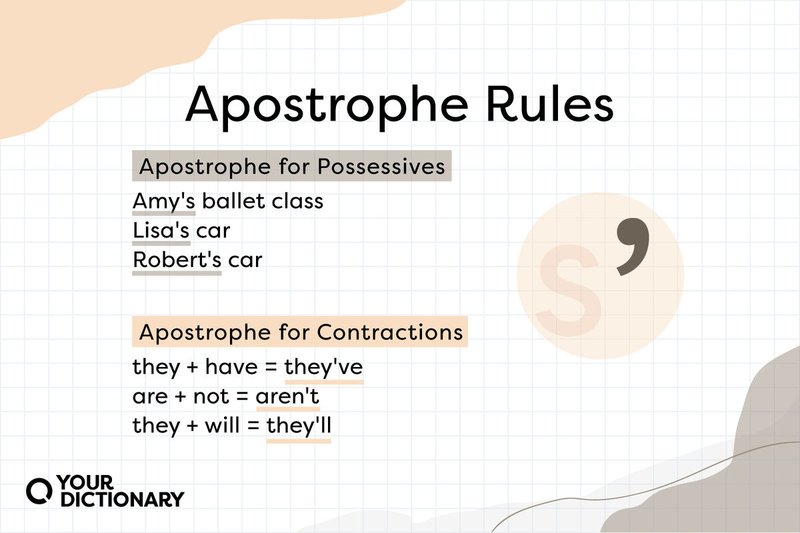 Apostrophe Rules
Apostrophe for Possessives
Amy's ballet class
Lisa's car
Robert's car
s’
Apostrophe for Contractions
they + have = they've
are + not = aren't
they + will = they'll
YOUR
DICTIONARY